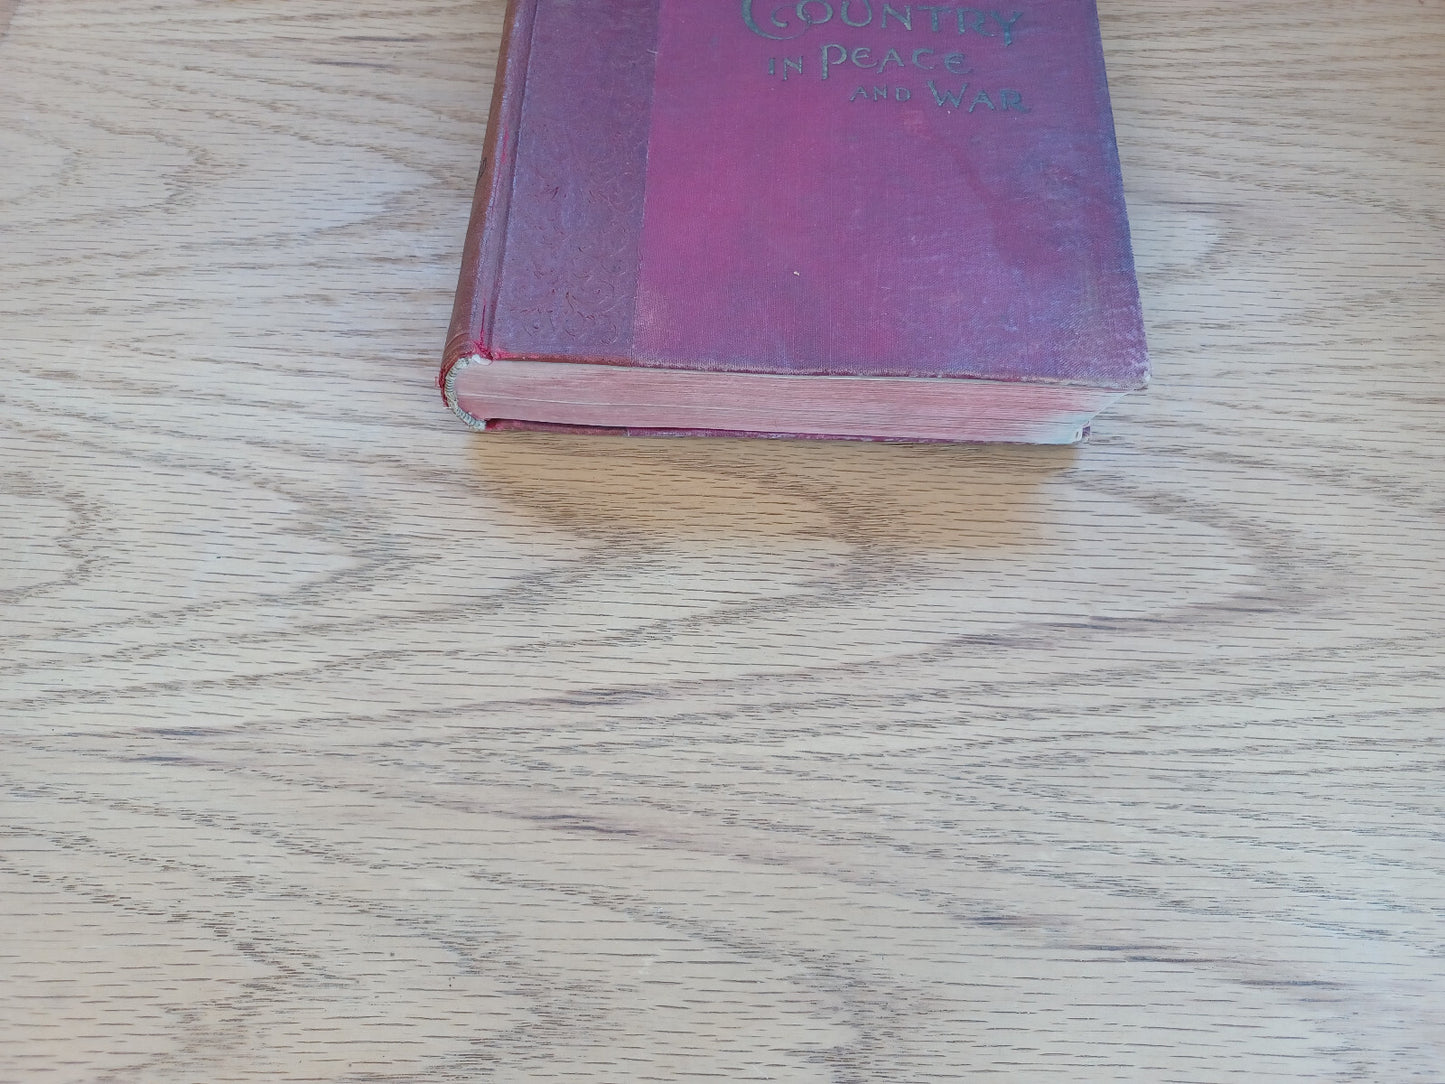 COUNTRY
IN PEACE
AND WAR